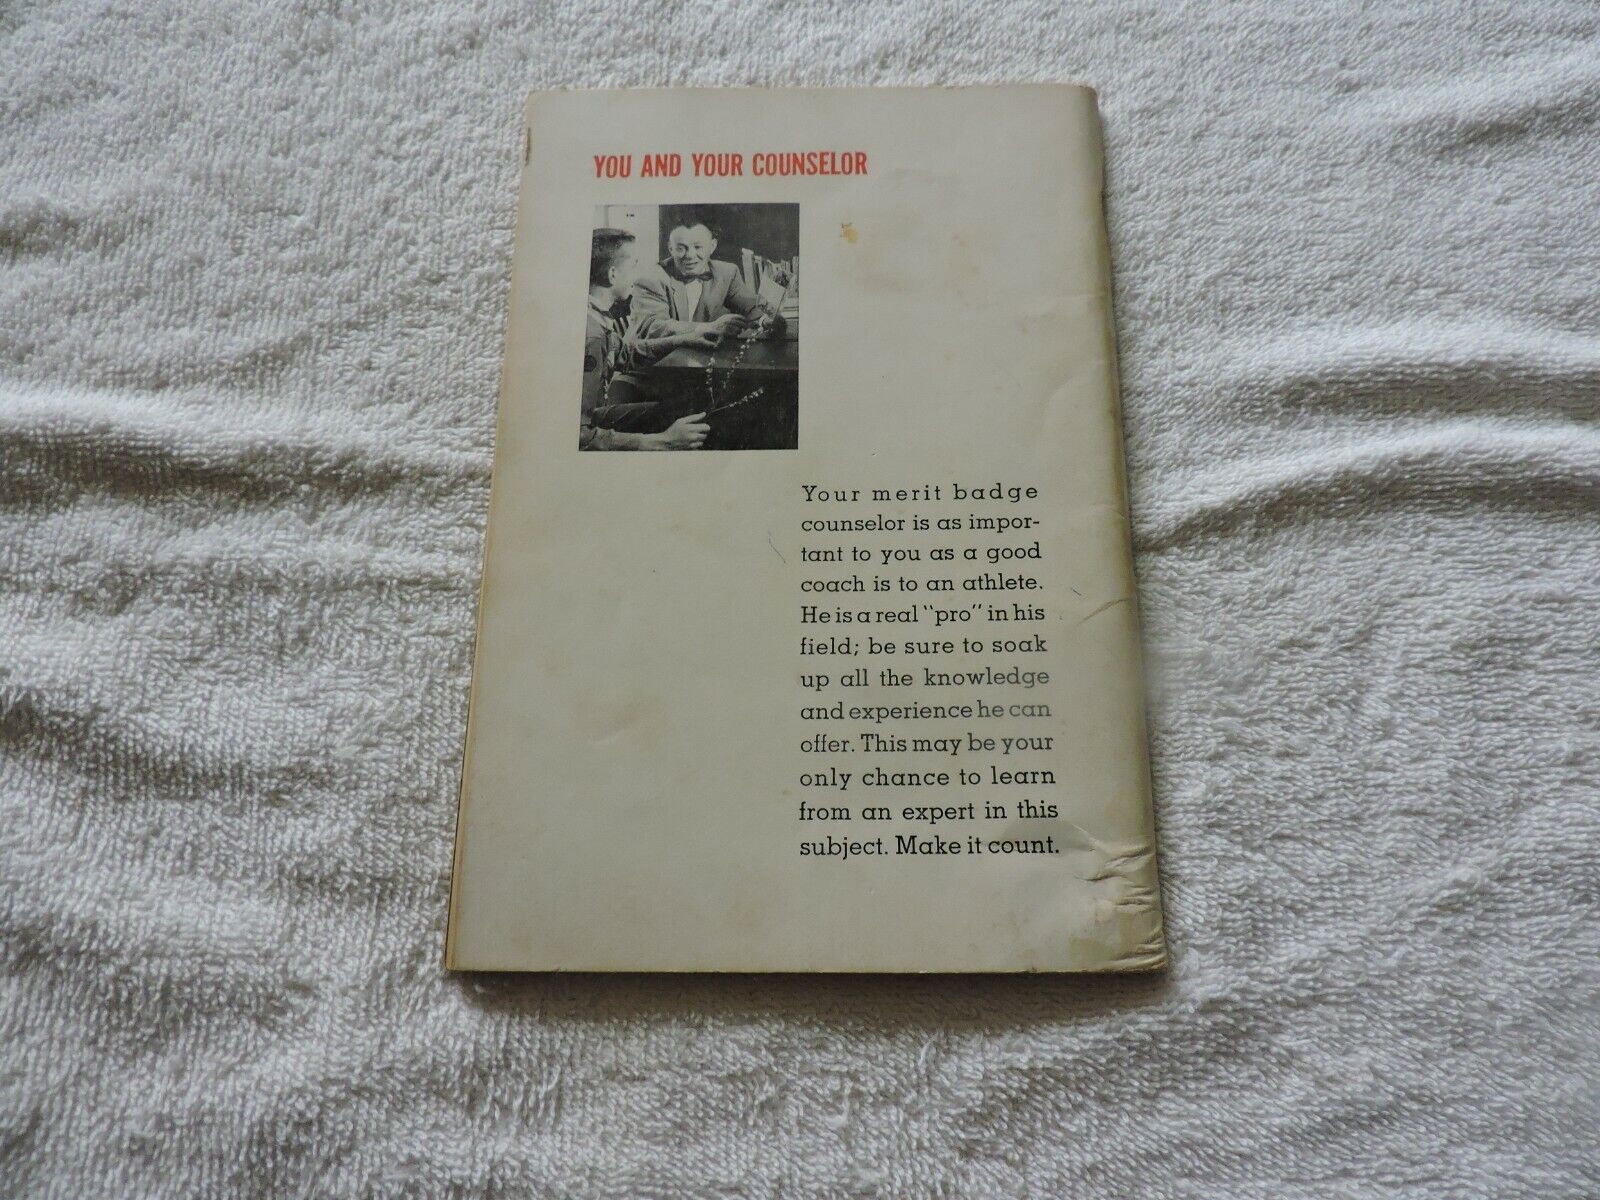 YOU AND YOUR COUNSELOR
Your merit badge
counselor is as impor-
tant to you as a good
coach is to an athlete.
He is a real "pro" in his
field; be sure to soak
up all the knowledge
and experience he can
offer. This may be your
only chance to learn
from an expert in this
subject. Make it count.